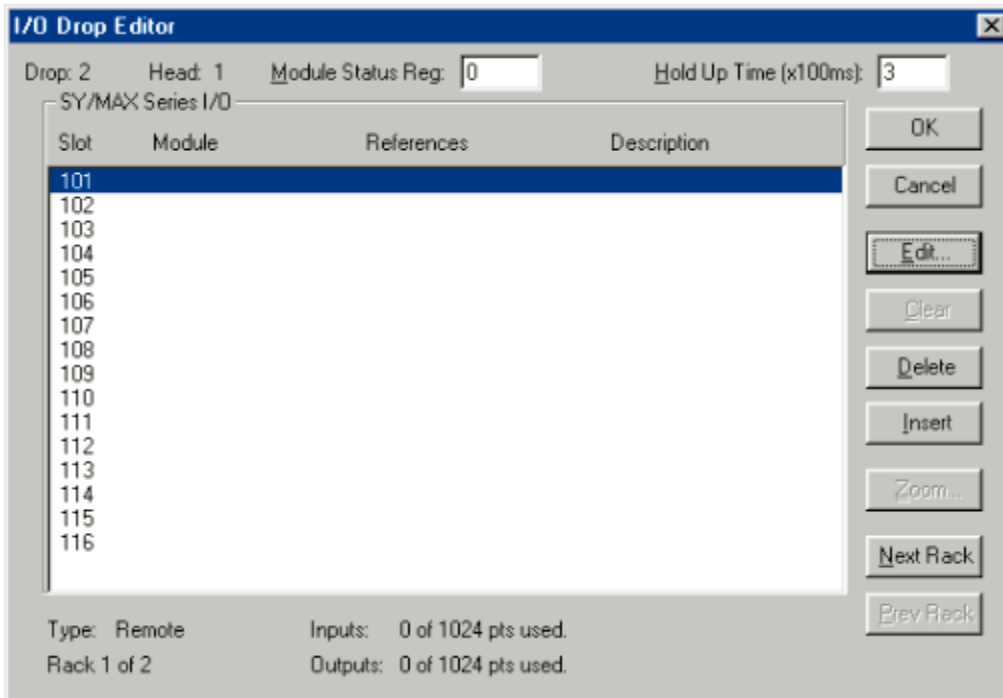 I/O Drop Editor
Drop: 2 Head: 1 Module Status Reg: 0 Hold Up Time (x100ms): 3
SY/MAX Series I/O
Slot Module References Description
101
102
103
104
105
106
107
108
109
110
111
112
113
114
115
116
OK
Cancel
Edit...
Clear
Delete
Insert
Zoom...
Next Rack
Prev Rack
Type: Remote Inputs: 0 of 1024 pts used.
Rack 1 of 2 Outputs: 0 of 1024 pts used.